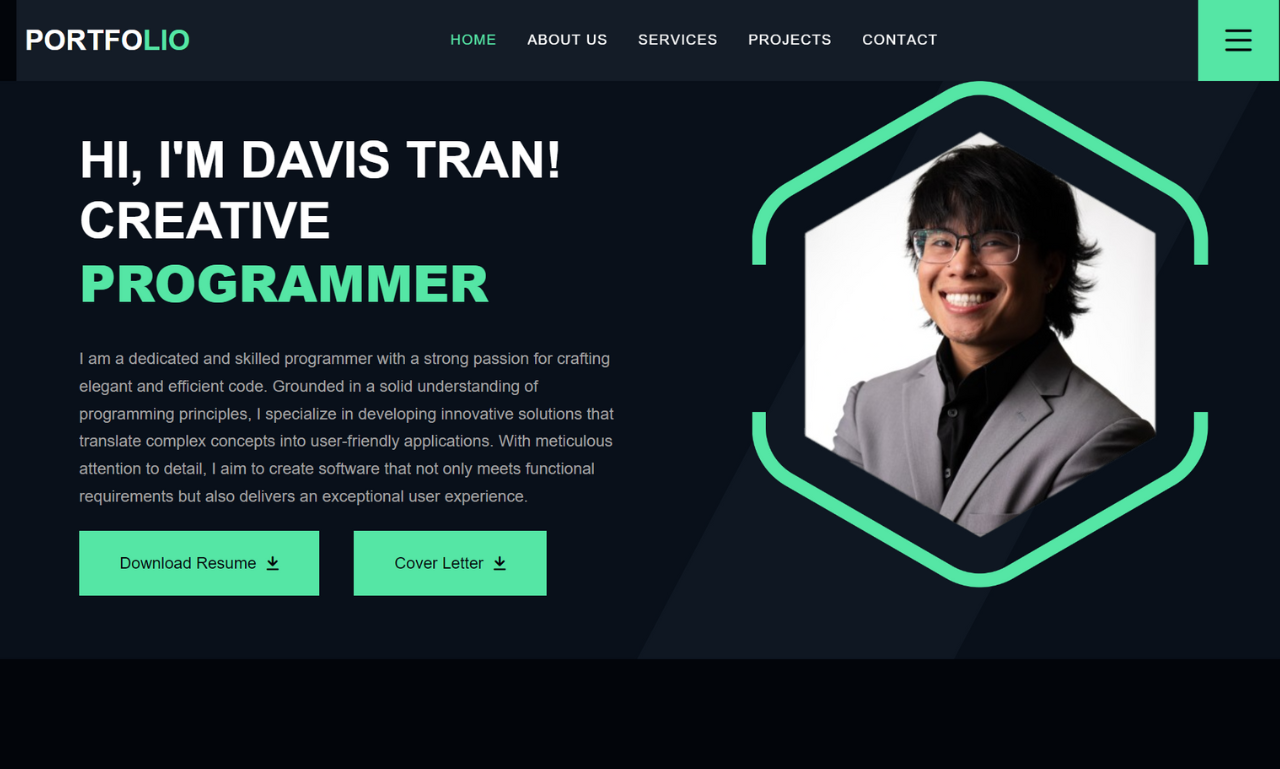 PORTFOLIO
HOME ABOUT US SERVICES PROJECTS CONTACT
HI, I'M DAVIS TRAN!
CREATIVE
PROGRAMMER
I am a dedicated and skilled programmer with a strong passion for crafting
elegant and efficient code. Grounded in a solid understanding of
programming principles, I specialize in developing innovative solutions that
translate complex concepts into user-friendly applications. With meticulous
attention to detail, I aim to create software that not only meets functional
requirements but also delivers an exceptional user experience.
Download Resume
Cover Letter